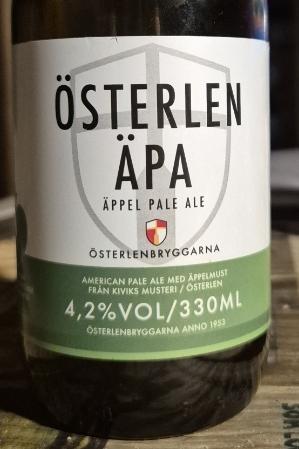 ÖSTERLEN
ÄPA
ÄPPEL PALE ALE
ÖSTERLENBRYGGARNA
AMERICAN PALE ALE MED ÄPPELMUST
FRÅN KIVIKS MUSTERI / ÖSTERLEN
4,2%VOL/330ML
ÖSTERLENBRYGGARNA ANNO 1953